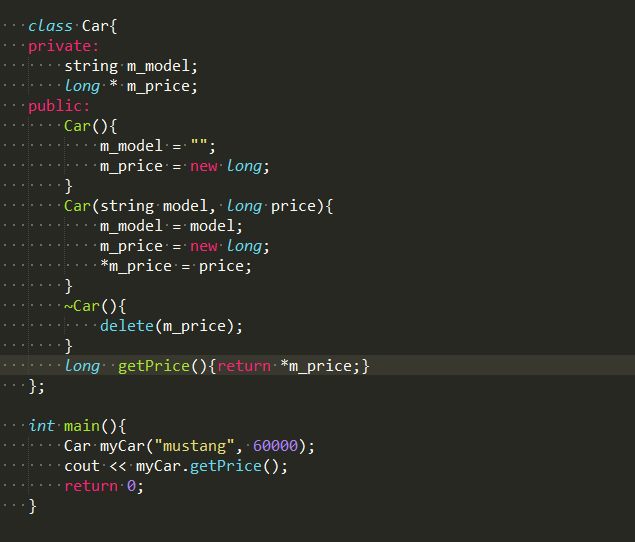 class Car{
private:
string m_model;
long * m_price;
public:
Car(){
m_model = "";
m_price = new long;
}
Car(string model, long price){
m_model = model;
m_price = new long;
*m_price = price;
}
~Car(){
delete(m_price);
}
long  getPrice(){return *m_price;}
};
int main(){
Car myCar("mustang", 60000);
cout << myCar.getPrice();
return 0;
}